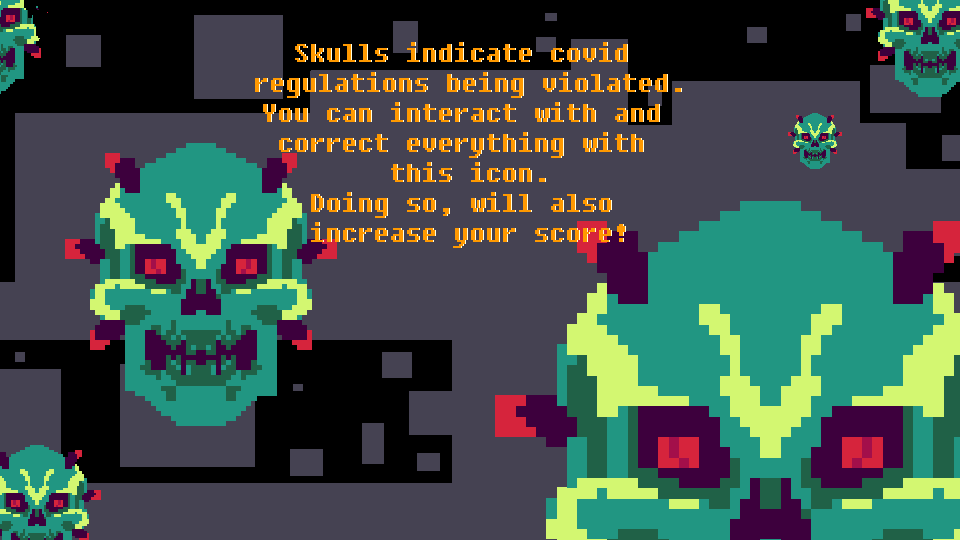 Skulls indicate covid
regulations being violated.
You can interact with and
correct everything with
this icon.
Doing so, will also
increase your score!